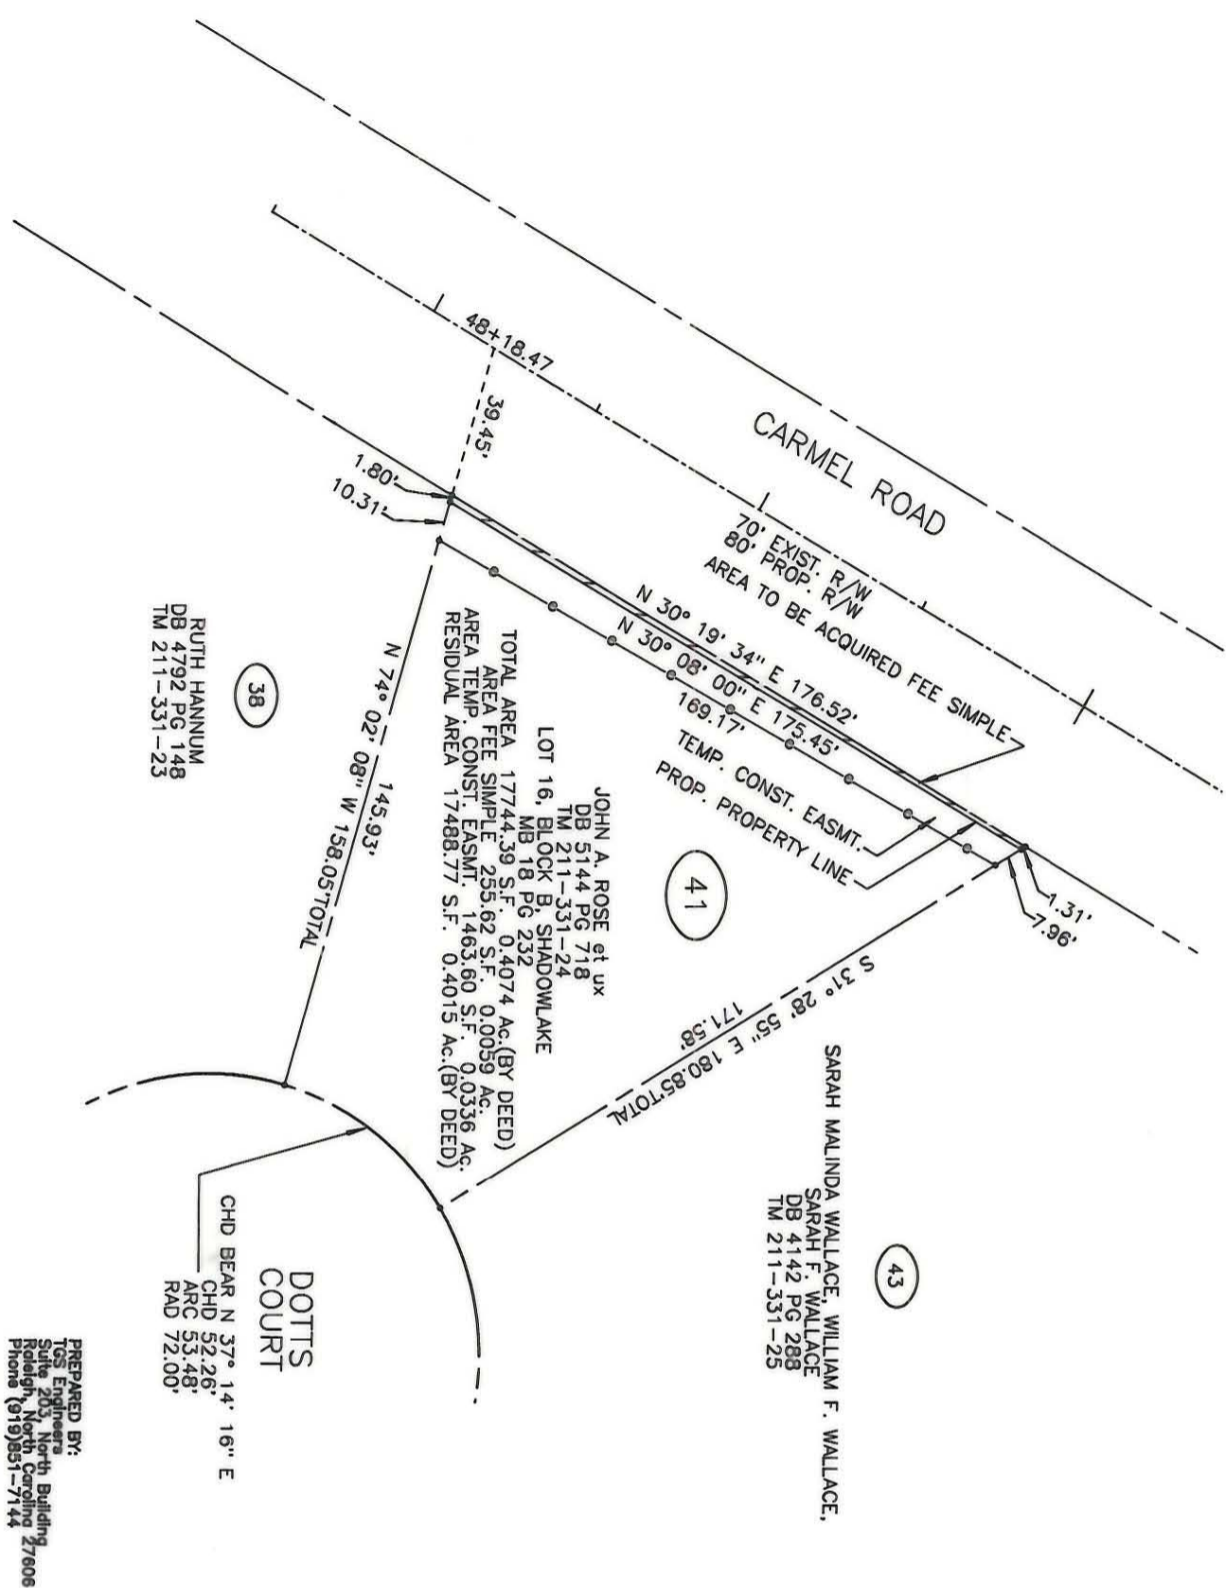 CARMEL ROAD
48+18.47
39.45'
1.80'
10.31'
70' EXIST. R/W
80' PROP. R/W
AREA TO BE ACQUIRED FEE SIMPLE
N 30° 19' 34" E 176.52'
N 30° 08' 00" E 175.45'
169.17'
TEMP. CONST. EASMT.
PROP. PROPERTY LINE
1.31'
7.96'
S 31° 28' 55" E 180.85'TOTAL
171.58'
41
JOHN A. ROSE et ux
DB 5144 PG 718
TM 211-331-24
LOT 16, BLOCK B, SHADOWLAKE
MB 18 PG 232
TOTAL AREA 17744.39 S.F. 0.4074 Ac.(BY DEED)
AREA FEE SIMPLE 255.62 S.F. 0.0059 Ac.
AREA TEMP. CONST. EASMT. 1463.60 S.F. 0.0336 Ac.
RESIDUAL AREA 17488.77 S.F. 0.4015 Ac.(BY DEED)
145.93'
N 74° 02' 08" W 158.05'TOTAL
38
RUTH HANNUM
DB 4792 PG 148
TM 211-331-23
43
SARAH MALINDA WALLACE, WILLIAM F. WALLACE,
SARAH F. WALLACE
DB 4142 PG 288
TM 211-331-25
DOTTS
COURT
CHD BEAR N 37° 14' 16" E
CHD 52.26'
ARC 53.48'
RAD 72.00'
PREPARED BY:
TGS Engineers
Suite 203, North Building
Raleigh, North Carolina 27606
Phone (919)851-7144